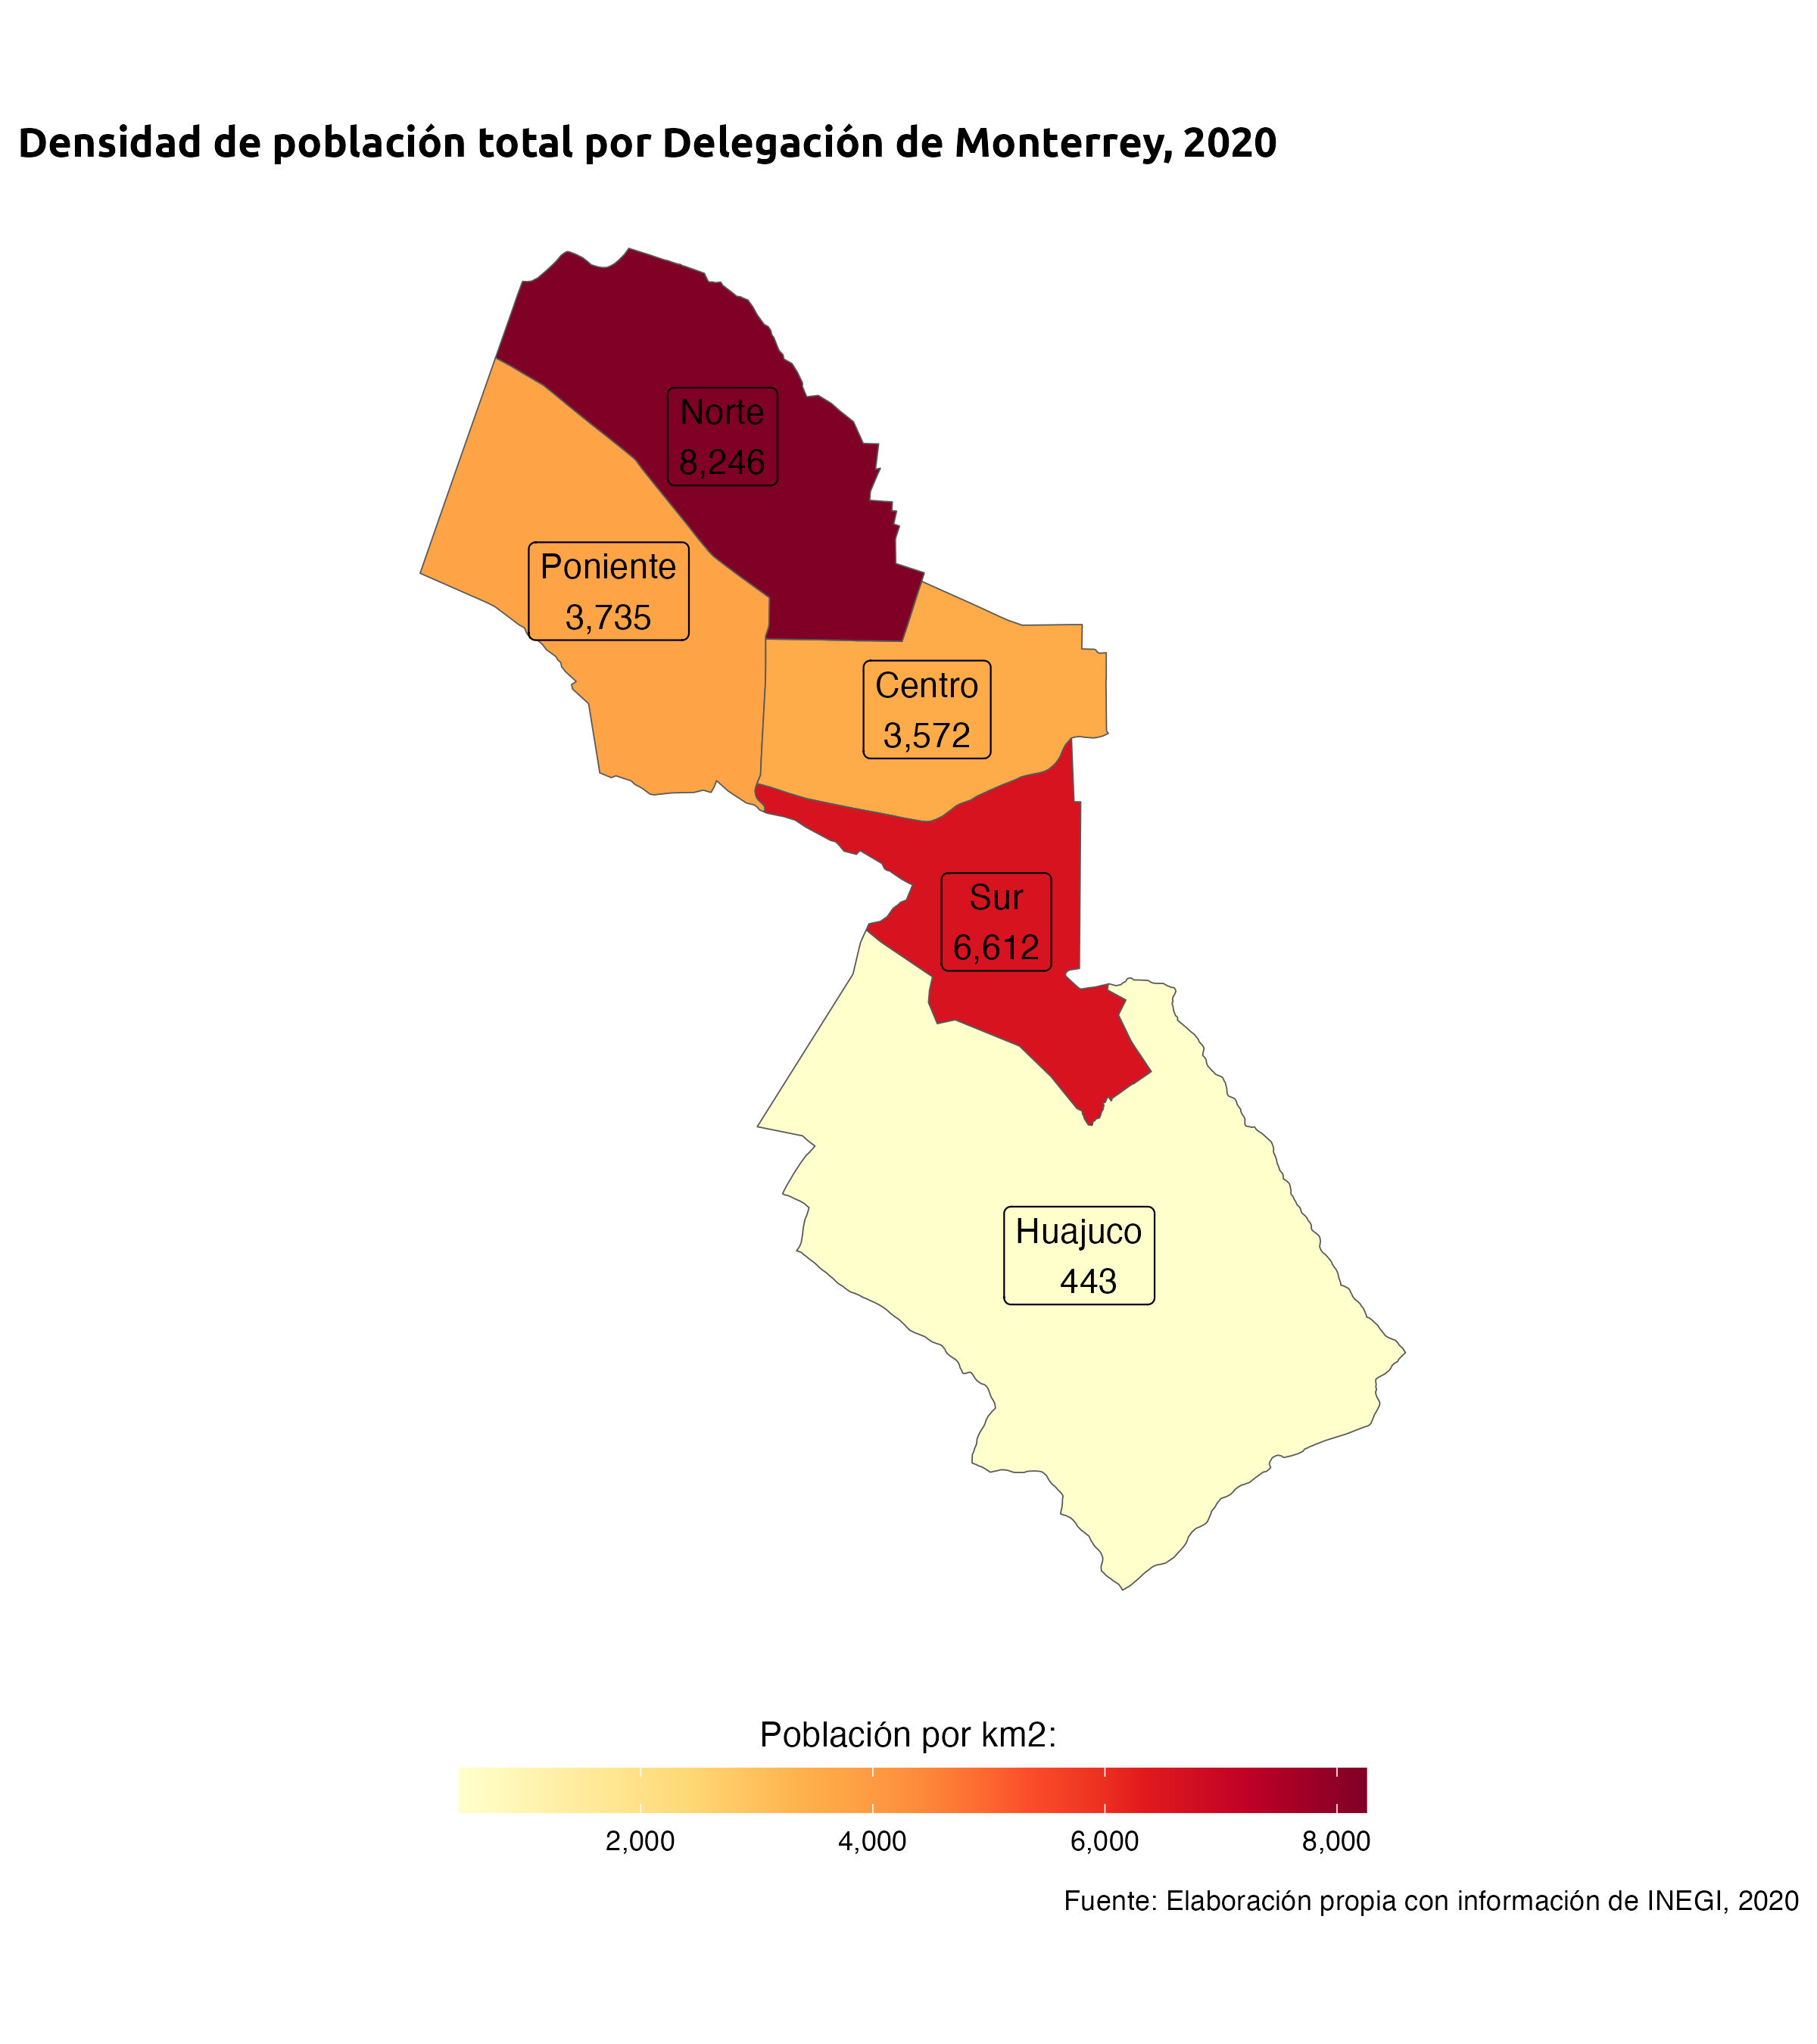 Densidad de población total por Delegación de Monterrey, 2020
Norte
8,246
Poniente
3,735
Centro
3,572
Sur
6,612
Huajuco
443
Población por km2:
2,000 4,000 6,000 8,000
Fuente: Elaboración propia con información de INEGI, 2020